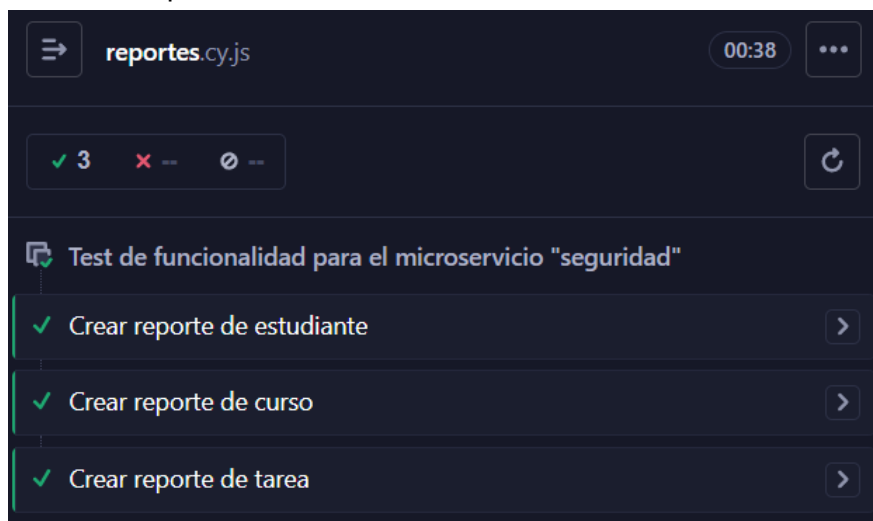 reportes.cy.js 00:38 •••
✓ 3 × -- ⊘ --
Test de funcionalidad para el microservicio "seguridad"
Crear reporte de estudiante
Crear reporte de curso
Crear reporte de tarea